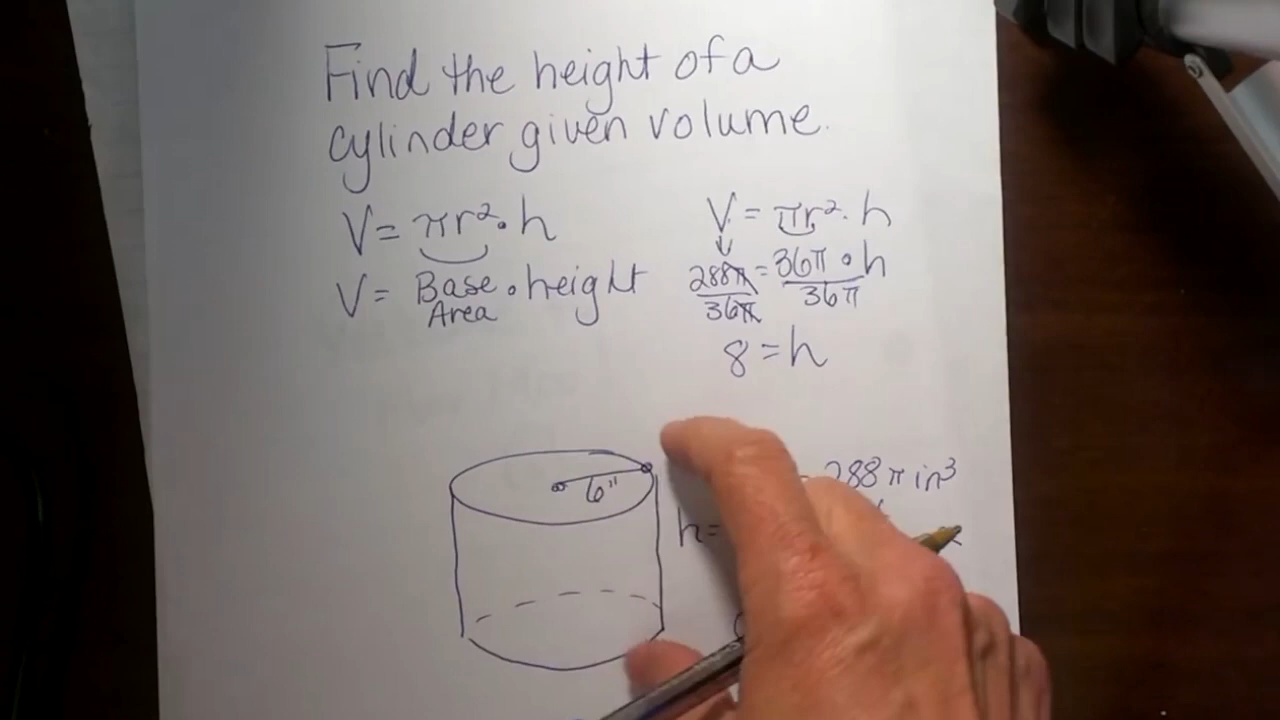 Find the height of a
cylinder given volume.
V = πr² • h
V = Base • height
Area
V = πr² · h
288π = 36π • h
36π 36π
8 = h
6"
288π in³
h =